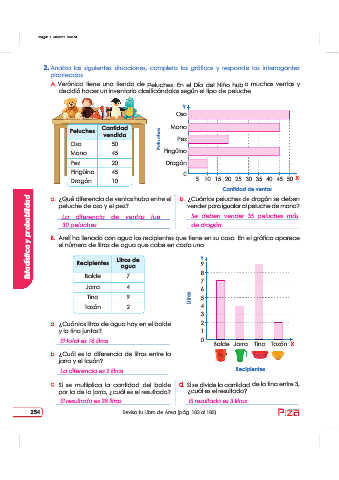 2. Analiza las siguientes situaciones, completa los gráficos y responde las interrogantes
planteadas
A. Verónica tiene una tienda de Peluches. En el Día del Niño hubo muchas ventas y
decidió hacer un inventario clasificándolos según el tipo de peluche
Peluches Cantidad vendida
Oso 50
Mono 45
Pez 20
Pingüino 45
Dragón 10
Y
Peluches
Oso
Mono
Pez
Pingüino
Dragón
0
5 10 15 20 25 30 35 40 45 50 X
Cantidad de ventas
a. ¿Qué diferencia de ventas hubo entre el
peluche de oso y el pez?
La diferencia de ventas fue
30 peluches
b. ¿Cuántos peluches de dragón se deben
vender para igualar al peluche de mono?
Se deben vender 35 peluches más
de dragón
B. Areli ha llenado con agua los recipientes que tiene en su casa. En el gráfico aparece
el número de litros de agua que cabe en cada uno
Recipientes Litros de agua
Balde 7
Jarra 4
Tina 9
Tazón 2
Y
Litros
9
8
7
6
5
4
3
2
1
0
Balde Jarra Tina Tazón X
Recipientes
a. ¿Cuántos litros de agua hay en el balde
y la tina juntos?
El total es 16 litros
b. ¿Cuál es la diferencia de litros entre la
jarra y el tazón?
La diferencia es 2 litros
c. Si se multiplica la cantidad del balde
por la de la jarra, ¿cuál es el resultado?
El resultado es 28 litros
d. Si se divide la cantidad de la tina entre 3,
¿cuál es el resultado?
El resultado es 3 litros
Estadística y probabilidad
254
Revisa tu Libro de Área (pág. 183 al 185)